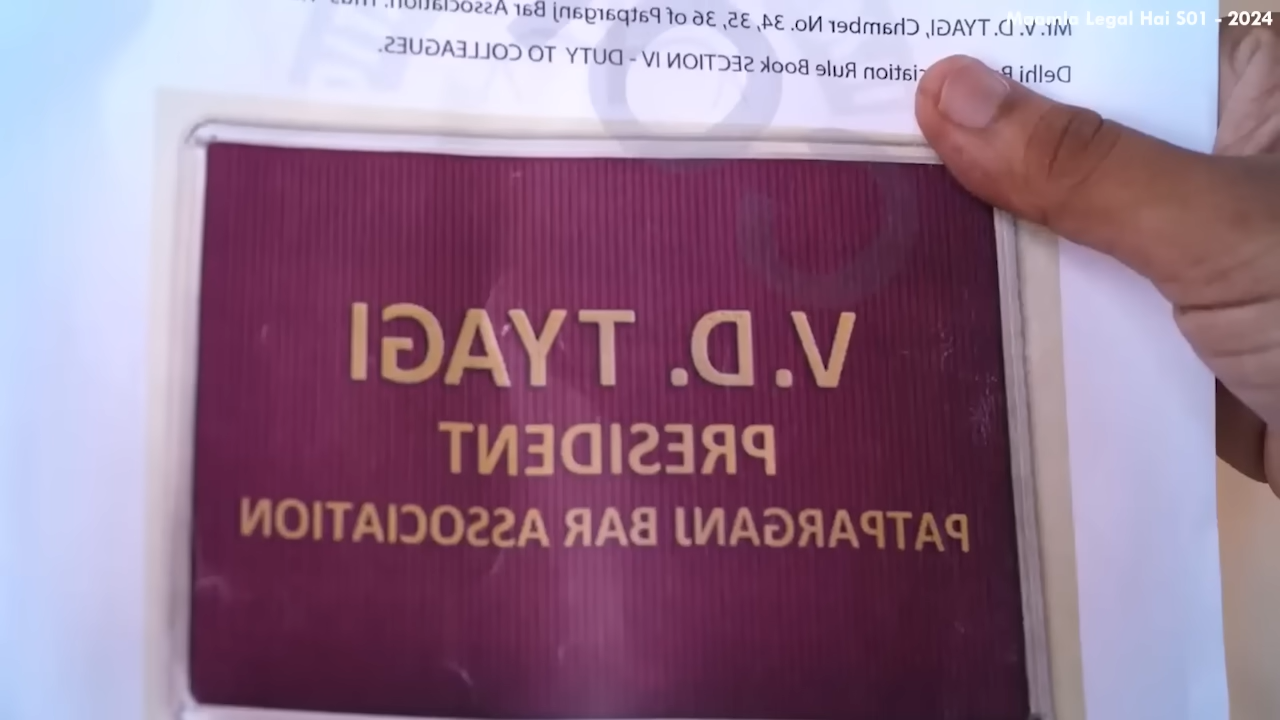 Maamla Legal Hai S01 - 2024
Mr. V. D. TYAGI, Chamber No. 34, 35, 36 of Patparganj Bar Association.
Delhi Rule Book SECTION IV - DUTY TO COLLEAGUES.
V.D. TYAGI
PRESIDENT
PATPARGANJ BAR ASSOCIATION